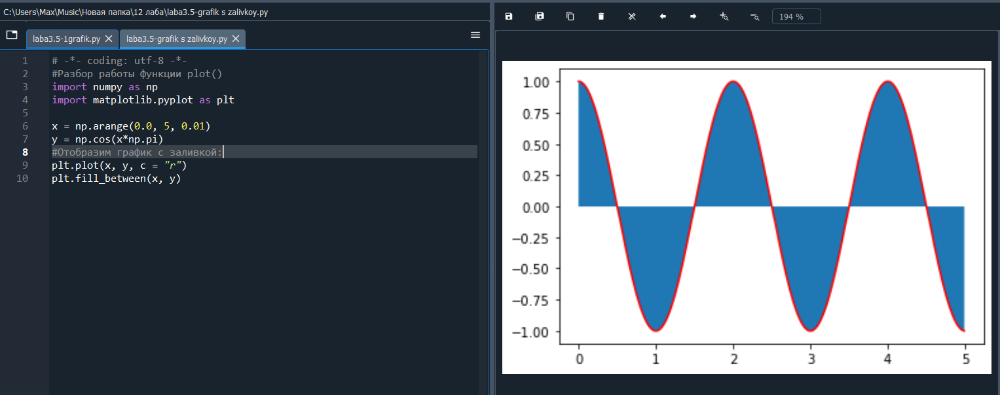 C:\Users\Max\Music\Новая папка\12 лаба\laba3.5-grafik s zalivkoy.py
laba3.5-1grafik.py
laba3.5-grafik s zalivkoy.py
1 # -*- coding: utf-8 -*-
2 #Разбор работы функции plot()
3 import numpy as np
4 import matplotlib.pyplot as plt
5
6 x = np.arange(0.0, 5, 0.01)
7 y = np.cos(x*np.pi)
8 #Отобразим график с заливкой:
9 plt.plot(x, y, c = "r")
10 plt.fill_between(x, y)
194 %
1.00
0.75
0.50
0.25
0.00
−0.25
−0.50
−0.75
−1.00
0 1 2 3 4 5